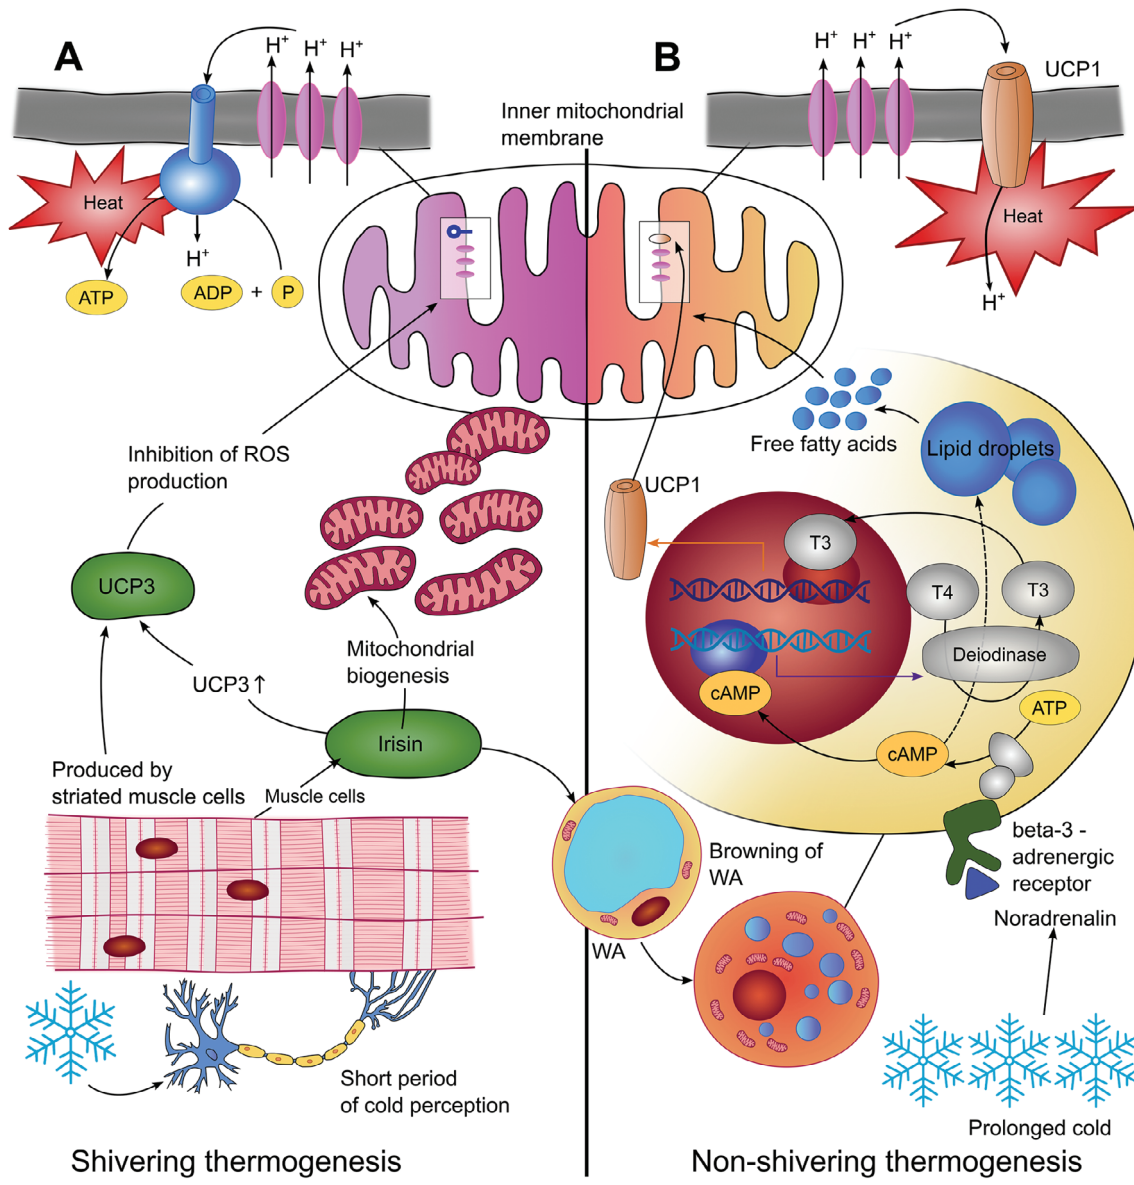 A
H+
H+
H+
Heat
H+
ATP
ADP
+
P
Inner mitochondrial
membrane
B
H+
H+
H+
UCP1
Heat
H+
Inhibition of ROS
production
UCP3
UCP3↑
Mitochondrial
biogenesis
Irisin
Produced by
striated muscle cells
Muscle cells
Short period
of cold perception
Shivering thermogenesis
Free fatty acids
Lipid droplets
UCP1
T3
T4
T3
Deiodinase
cAMP
cAMP
ATP
beta-3 -
adrenergic
receptor
Noradrenalin
Browning of
WA
WA
Prolonged cold
Non-shivering thermogenesis